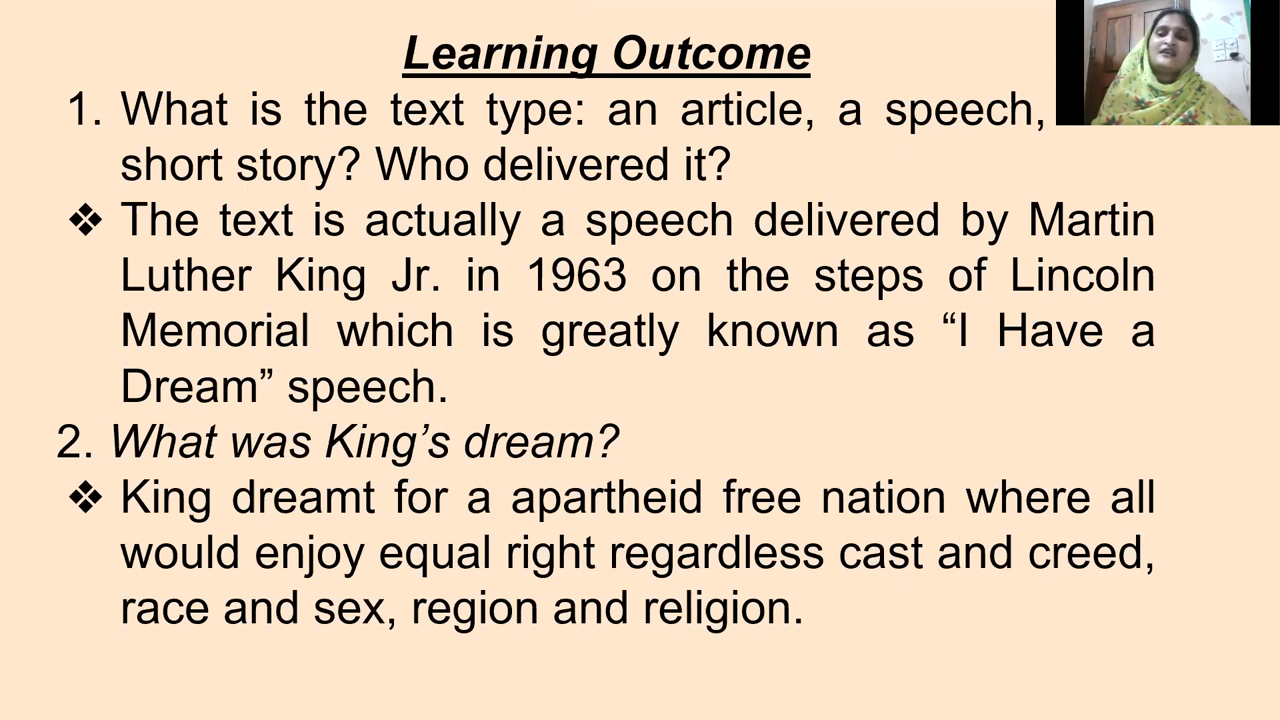 Learning Outcome
1. What is the text type: an article, a speech,
short story? Who delivered it?
❖ The text is actually a speech delivered by Martin
Luther King Jr. in 1963 on the steps of Lincoln
Memorial which is greatly known as “I Have a
Dream” speech.
2. What was King’s dream?
❖ King dreamt for a apartheid free nation where all
would enjoy equal right regardless cast and creed,
race and sex, region and religion.